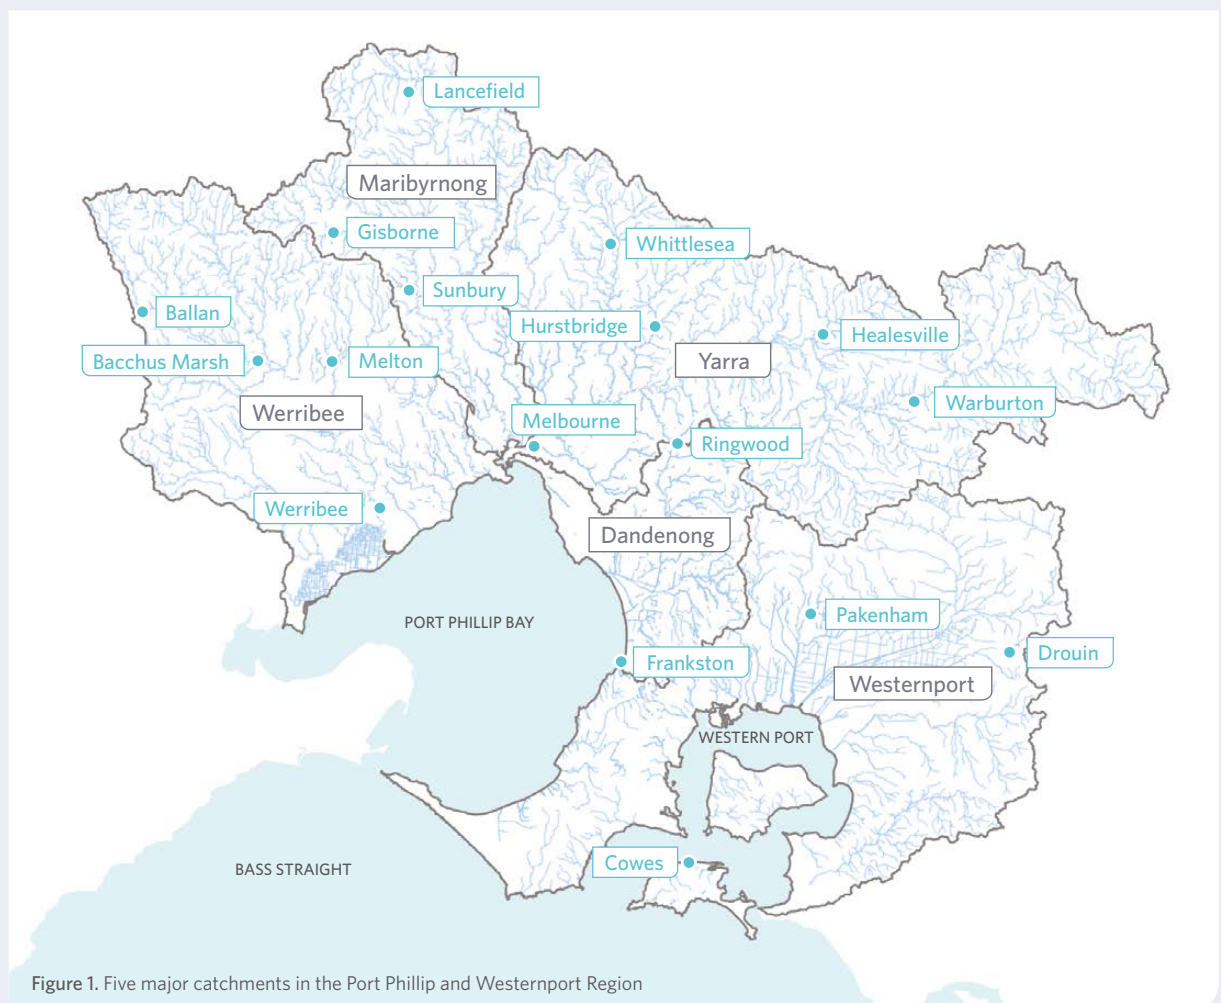 Lancefield
Maribyrnong
Gisborne
Whittlesea
Sunbury
Ballan
Hurstbridge
Healesville
Bacchus Marsh
Melton
Yarra
Werribee
Warburton
Melbourne
Ringwood
Werribee
Dandenong
PORT PHILLIP BAY
Pakenham
Drouin
Frankston
Westernport
WESTERN PORT
Cowes
BASS STRAIGHT
Figure 1. Five major catchments in the Port Phillip and Westernport Region